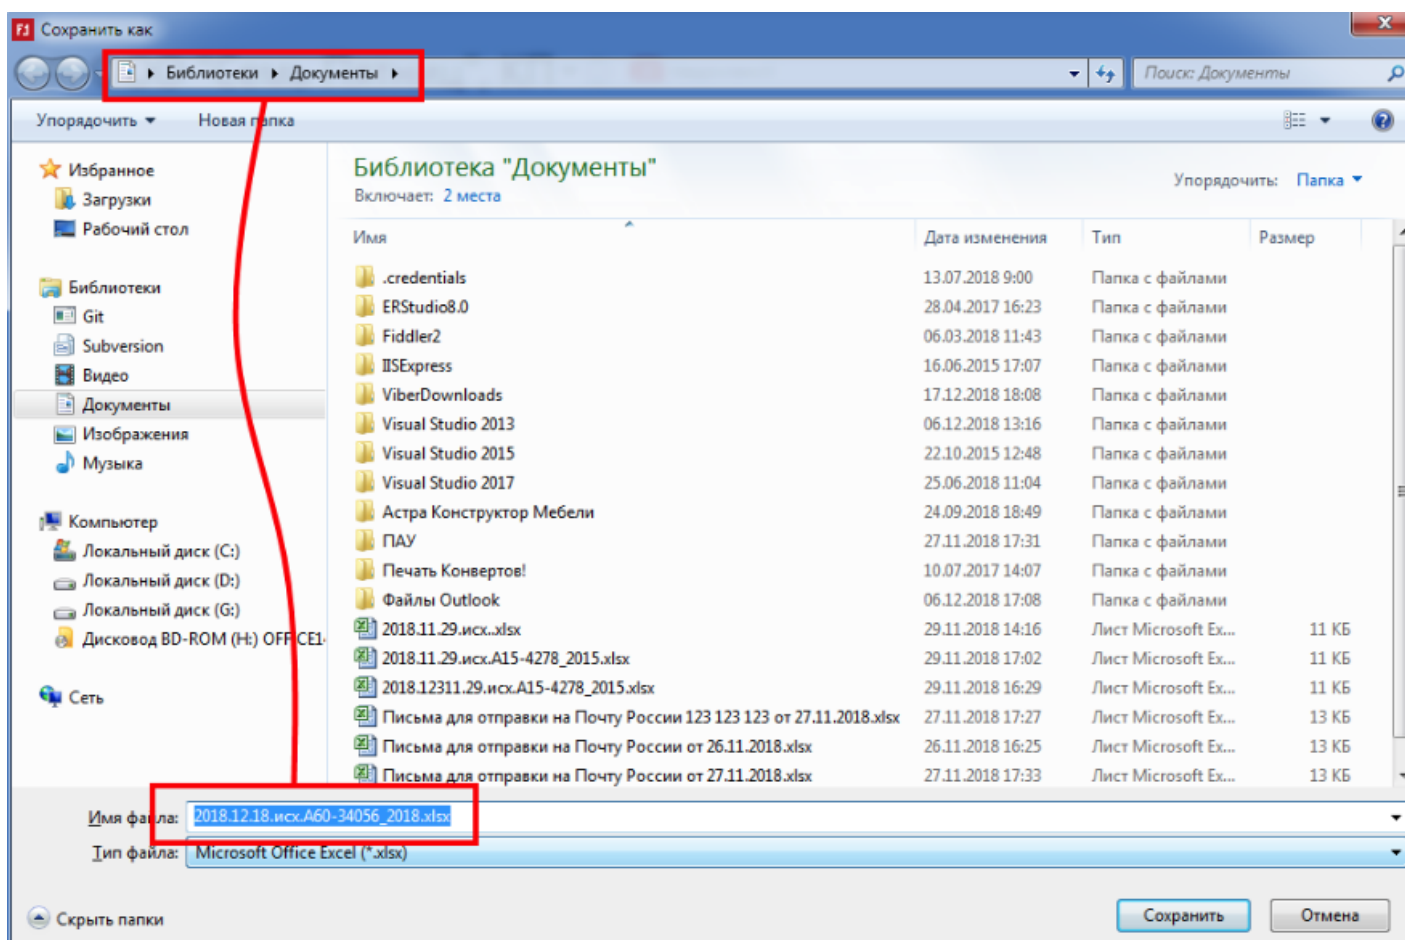 Сохранить как
Библиотеки Документы
Поиск: Документы
Упорядочить Новая папка
Избранное
Загрузки
Рабочий стол
Библиотеки
Git
Subversion
Видео
Документы
Изображения
Музыка
Компьютер
Локальный диск (C:)
Локальный диск (D:)
Локальный диск (G:)
Дисковод BD-ROM (H:) OFFICE1
Сеть
Библиотека "Документы"
Включает: 2 места
Упорядочить: Папка
Имя Дата изменения Тип Размер
.credentials 13.07.2018 9:00 Папка с файлами
ERStudio8.0 28.04.2017 16:23 Папка с файлами
Fiddler2 06.03.2018 11:43 Папка с файлами
IISExpress 16.06.2015 17:07 Папка с файлами
ViberDownloads 17.12.2018 18:08 Папка с файлами
Visual Studio 2013 06.12.2018 13:16 Папка с файлами
Visual Studio 2015 22.10.2015 12:48 Папка с файлами
Visual Studio 2017 25.06.2018 11:04 Папка с файлами
Астра Конструктор Мебели 24.09.2018 18:49 Папка с файлами
ПАУ 27.11.2018 17:31 Папка с файлами
Печать Конвертов! 10.07.2017 14:07 Папка с файлами
Файлы Outlook 06.12.2018 17:08 Папка с файлами
2018.11.29.исх..xlsx 29.11.2018 14:16 Лист Microsoft Ex... 11 КБ
2018.11.29.исх.А15-4278_2015.xlsx 29.11.2018 17:02 Лист Microsoft Ex... 11 КБ
2018.12311.29.исх.А15-4278_2015.xlsx 29.11.2018 16:29 Лист Microsoft Ex... 11 КБ
Письма для отправки на Почту России 123 123 123 от 27.11.2018.xlsx 27.11.2018 17:27 Лист Microsoft Ex... 13 КБ
Письма для отправки на Почту России от 26.11.2018.xlsx 26.11.2018 16:25 Лист Microsoft Ex... 13 КБ
Письма для отправки на Почту России от 27.11.2018.xlsx 27.11.2018 17:33 Лист Microsoft Ex... 13 КБ
Имя файла: 2018.12.18.исх.А60-34056_2018.xlsx
Тип файла: Microsoft Office Excel (*.xlsx)
Скрыть папки Сохранить Отмена